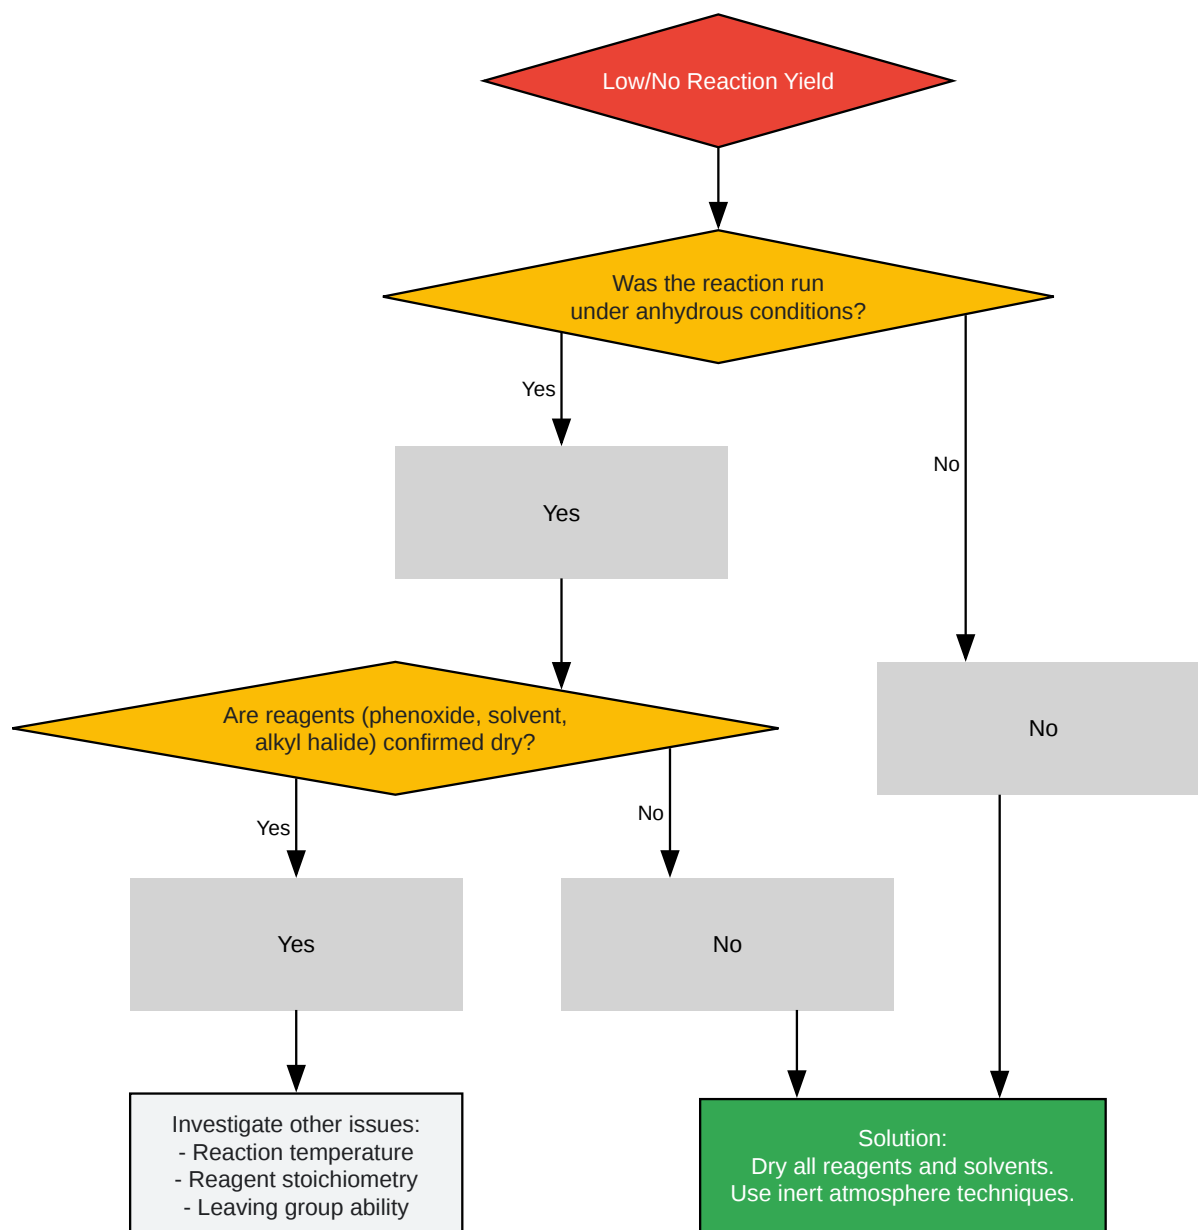 Low/No Reaction Yield
Was the reaction run
under anhydrous conditions?
Yes
No
Yes
No
Are reagents (phenoxide, solvent,
alkyl halide) confirmed dry?
Yes
No
Yes
No
Investigate other issues:
- Reaction temperature
- Reagent stoichiometry
- Leaving group ability
Solution:
Dry all reagents and solvents.
Use inert atmosphere techniques.